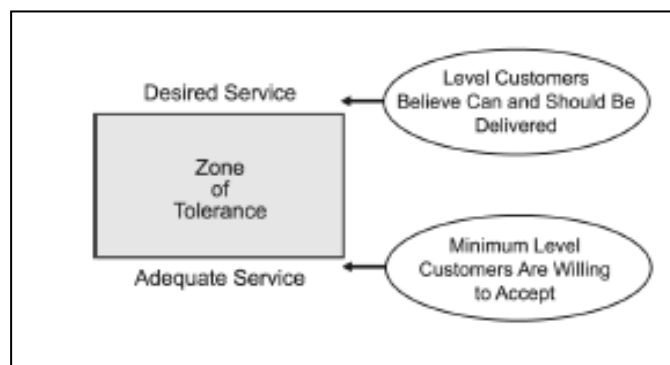 Desired Service
Level Customers
Believe Can and Should Be
Delivered
Zone
of
Tolerance
Adequate Service
Minimum Level
Customers Are Willing
to Accept